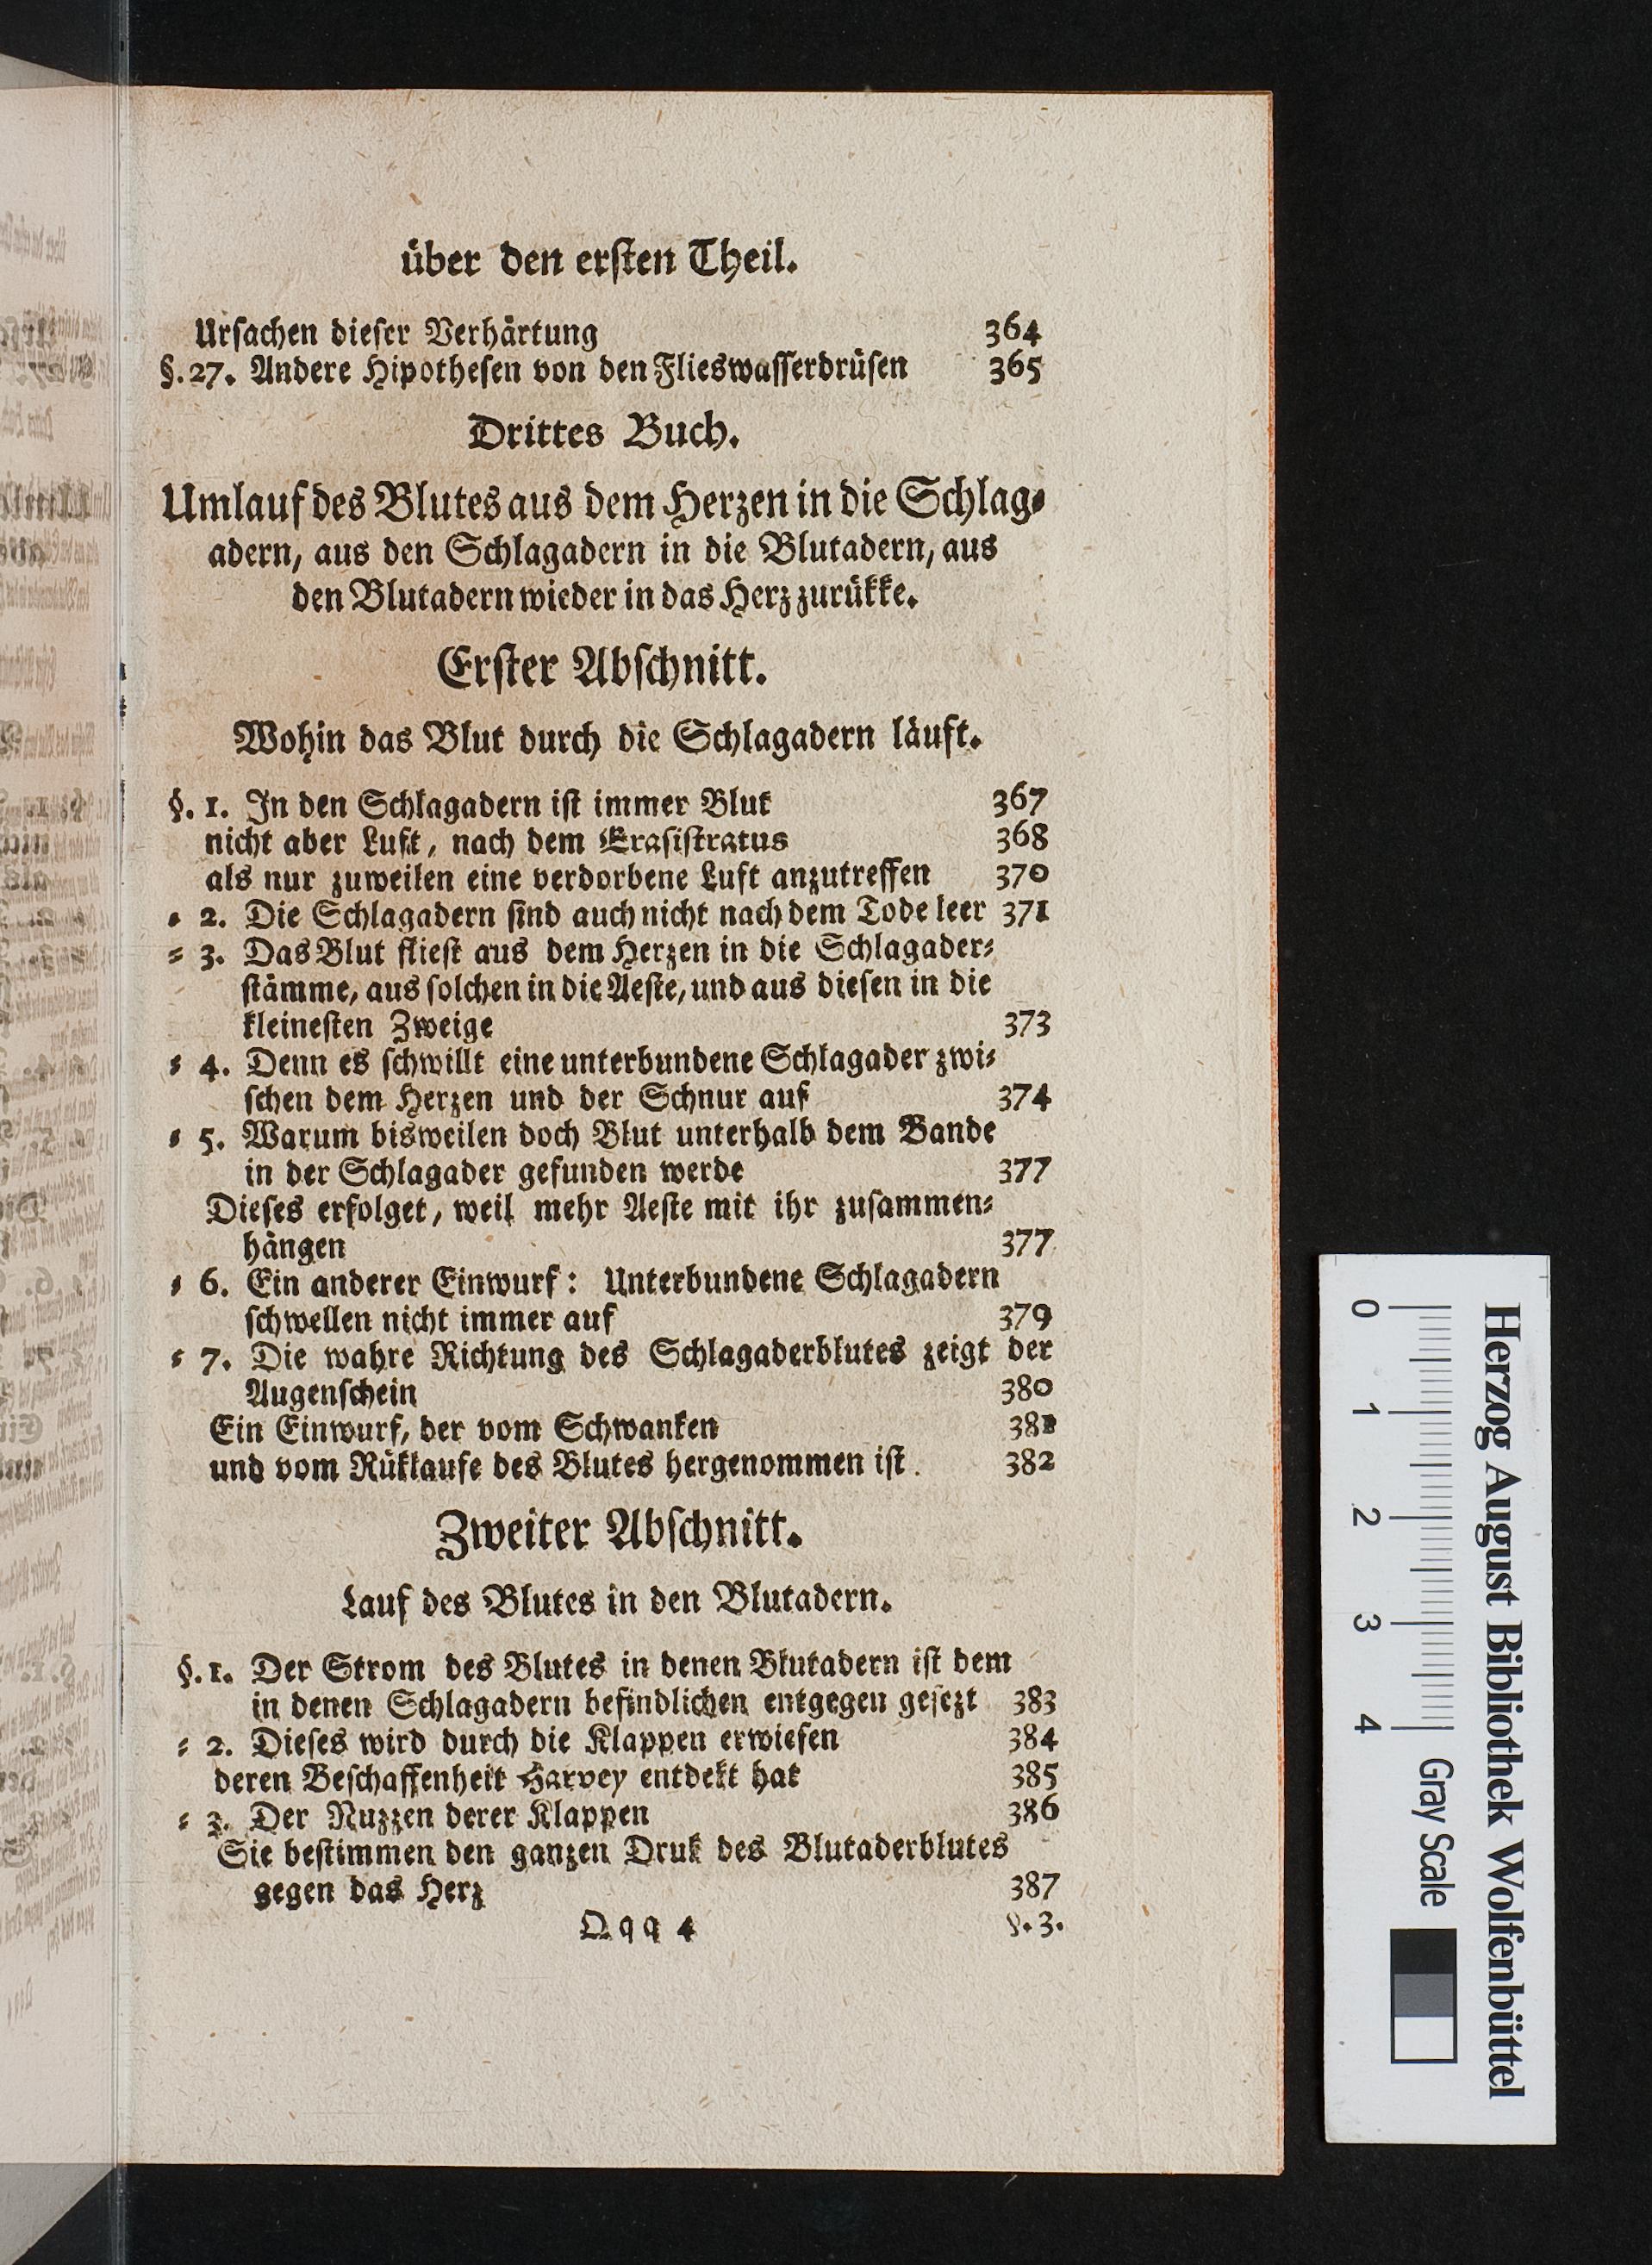 über den erſten Theil.
Urſachen dieſer Verhärtung 364
§. 27. Andere Hipotheſen von den Flieswaſſerdrüſen 365
Drittes Buch.
Umlauf des Blutes aus dem Herzen in die Schlag⸗
adern, aus den Schlagadern in die Blutadern, aus
den Blutadern wieder in das Herz zurükke.
Erſter Abſchnitt.
Wohin das Blut durch die Schlagadern läuft.
§. 1. In den Schlagadern iſt immer Blut 367
nicht aber Luft, nach dem Eraſiſtratus 368
als nur zuweilen eine verdorbene Luft anzutreffen 370
⸗ 2. Die Schlagadern ſind auch nicht nach dem Tode leer 371
⸗ 3. Das Blut flieſt aus dem Herzen in die Schlagader⸗
ſtämme, aus ſolchen in die Aeſte, und aus dieſen in die
kleineſten Zweige 373
⸗ 4. Denn es ſchwillt eine unterbundene Schlagader zwi⸗
ſchen dem Herzen und der Schnur auf 374
⸗ 5. Warum bisweilen doch Blut unterhalb dem Bande
in der Schlagader gefunden werde 377
Dieſes erfolget, weil mehr Aeſte mit ihr zuſammen⸗
hängen 377
⸗ 6. Ein anderer Einwurf: Unterbundene Schlagadern
ſchwellen nicht immer auf 379
⸗ 7. Die wahre Richtung des Schlagaderblutes zeigt der
Augenſchein 380
Ein Einwurf, der vom Schwanken
und vom Rüklaufe des Blutes hergenommen iſt. 382
Zweiter Abſchnitt.
Lauf des Blutes in den Blutadern.
§. 1. Der Strom des Blutes in denen Blutadern iſt dem
in denen Schlagadern befindlichen entgegen geſezt 383
⸗ 2. Dieſes wird durch die Klappen erwieſen 384
deren Beſchaffenheit Harvey entdekt hat 385
⸗ 3. Der Nuzzen derer Klappen 386
Sie beſtimmen den ganzen Druk des Blutaderblutes
gegen das Herz 387
Qqq 4 §. 3.
Herzog August Bibliothek Wolfenbüttel
0 1 2 3 4 Gray Scale